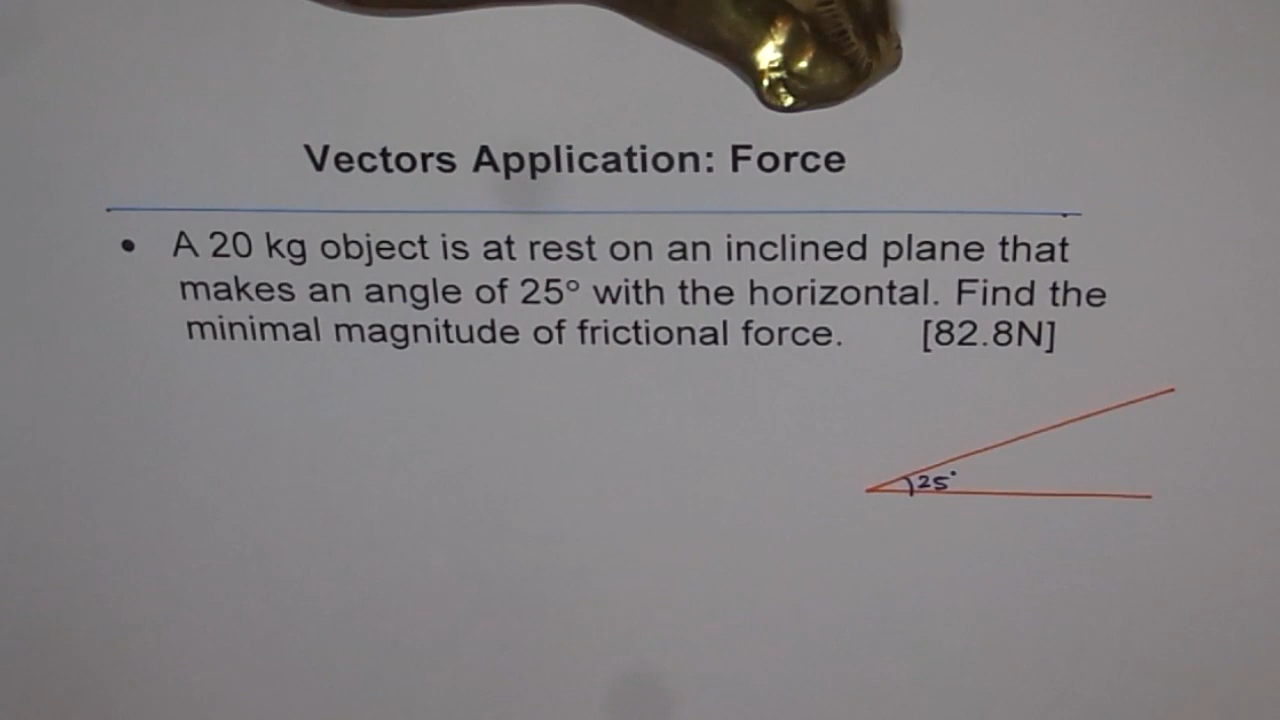 Vectors Application: Force
• A 20 kg object is at rest on an inclined plane that
makes an angle of 25° with the horizontal. Find the
minimal magnitude of frictional force. [82.8N]
25°